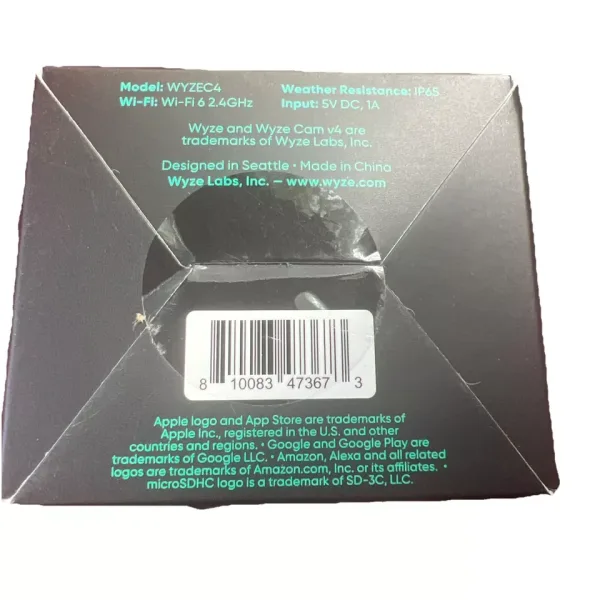 Model: WYZEC4
Weather Resistance: IP65
Wi-Fi: Wi-Fi 6 2.4GHz
Input: 5V DC, 1A
Wyze and Wyze Cam v4 are
trademarks of Wyze Labs, Inc.
Designed in Seattle • Made in China
Wyze Labs, Inc. – www.wyze.com
8 10083 47367 3
Apple logo and App Store are trademarks of
Apple Inc., registered in the U.S. and other
countries and regions. • Google and Google Play are
trademarks of Google LLC. • Amazon, Alexa and all related
logos are trademarks of Amazon.com, Inc. or its affiliates. •
microSDHC logo is a trademark of SD-3C, LLC.